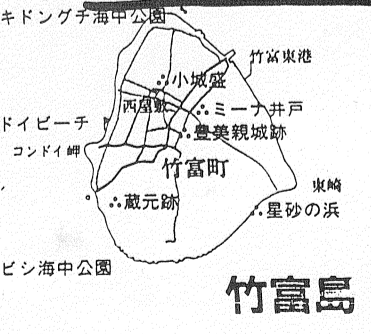 キドングチ海中公園
竹富東港
小城盛
西屋敷
ミーナ井戸
ドイビーチ
豊美親城跡
コンドイ岬
竹富町
東崎
蔵元跡
星砂の浜
ビシ海中公園
竹富島